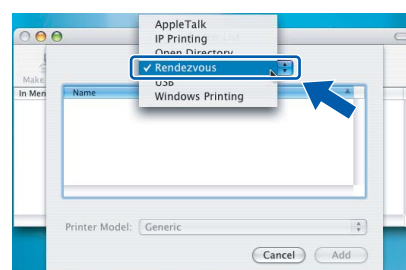 AppleTalk
IP Printing
Open Directory
✓ Rendezvous
USB
Windows Printing
Make
In Men
Name
Printer Model: Generic
Cancel Add